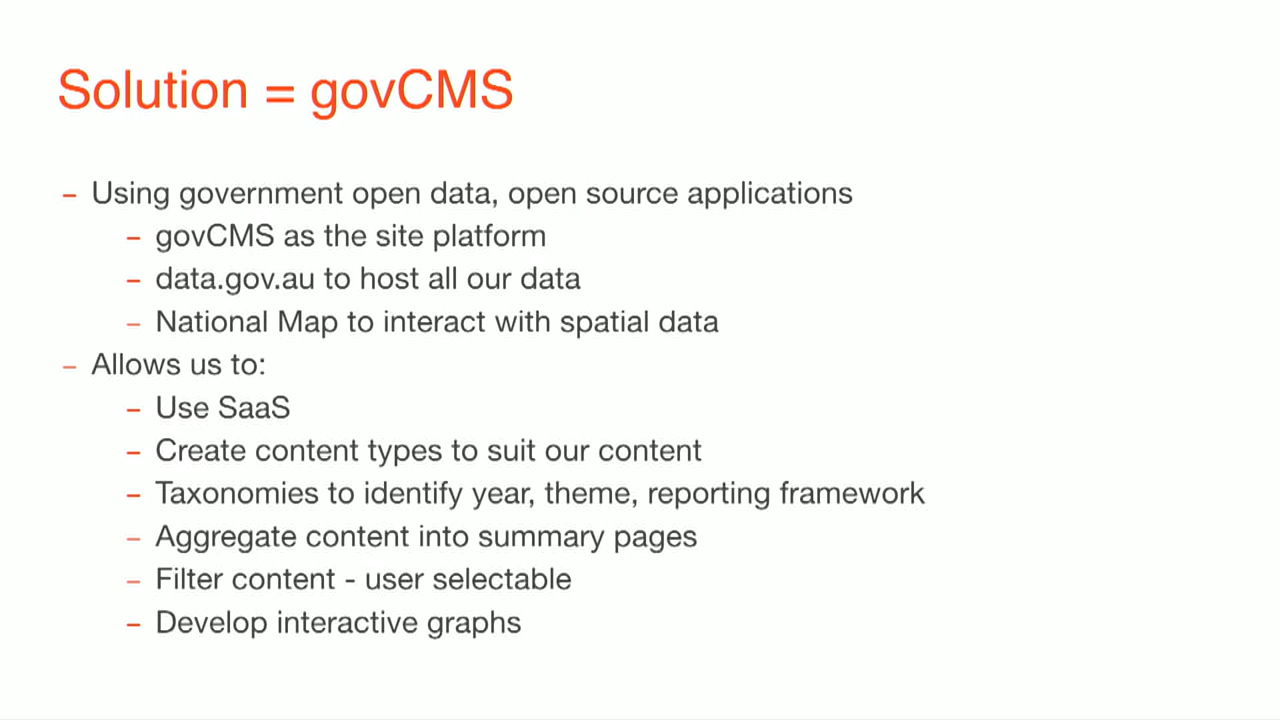 Solution = govCMS
– Using government open data, open source applications
– govCMS as the site platform
– data.gov.au to host all our data
– National Map to interact with spatial data
– Allows us to:
– Use SaaS
– Create content types to suit our content
– Taxonomies to identify year, theme, reporting framework
– Aggregate content into summary pages
– Filter content - user selectable
– Develop interactive graphs